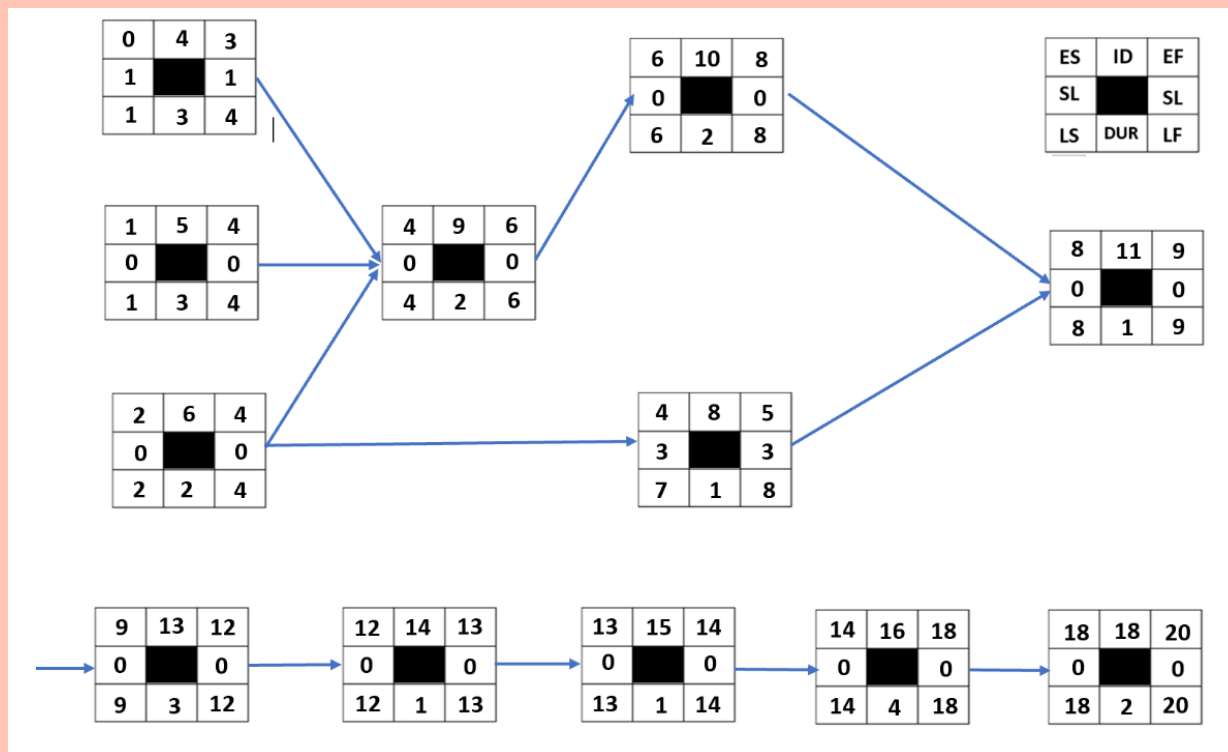 0 4 3
1 1
1 3 4
6 10 8
0 0
6 2 8
ES ID EF
SL SL
LS DUR LF
1 5 4
0 0
1 3 4
4 9 6
0 0
4 2 6
8 11 9
0 0
8 1 9
2 6 4
0 0
2 2 4
4 8 5
3 3
7 1 8
9 13 12
0 0
9 3 12
12 14 13
0 0
12 1 13
13 15 14
0 0
13 1 14
14 16 18
0 0
14 4 18
18 18 20
0 0
18 2 20